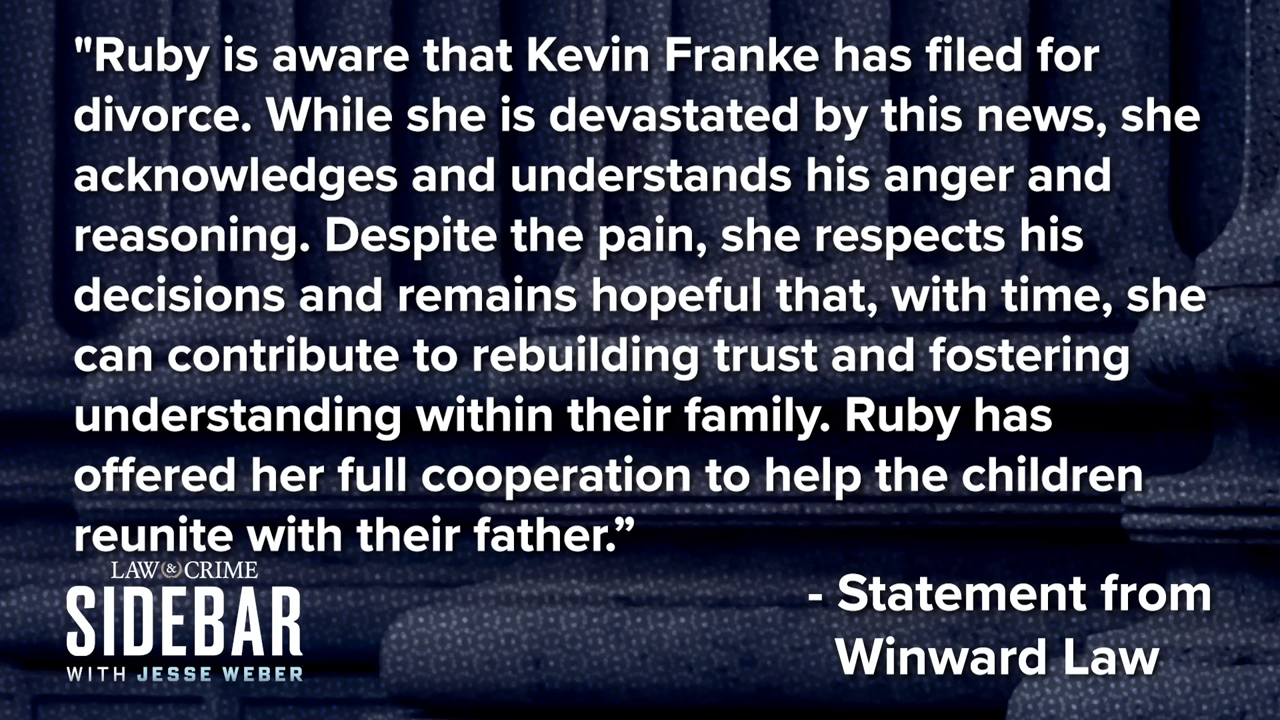 "Ruby is aware that Kevin Franke has filed for
divorce. While she is devastated by this news, she
acknowledges and understands his anger and
reasoning. Despite the pain, she respects his
decisions and remains hopeful that, with time, she
can contribute to rebuilding trust and fostering
understanding within their family. Ruby has
offered her full cooperation to help the children
reunite with their father.”
- Statement from
Winward Law
LAW & CRIME
SIDEBAR
WITH JESSE WEBER